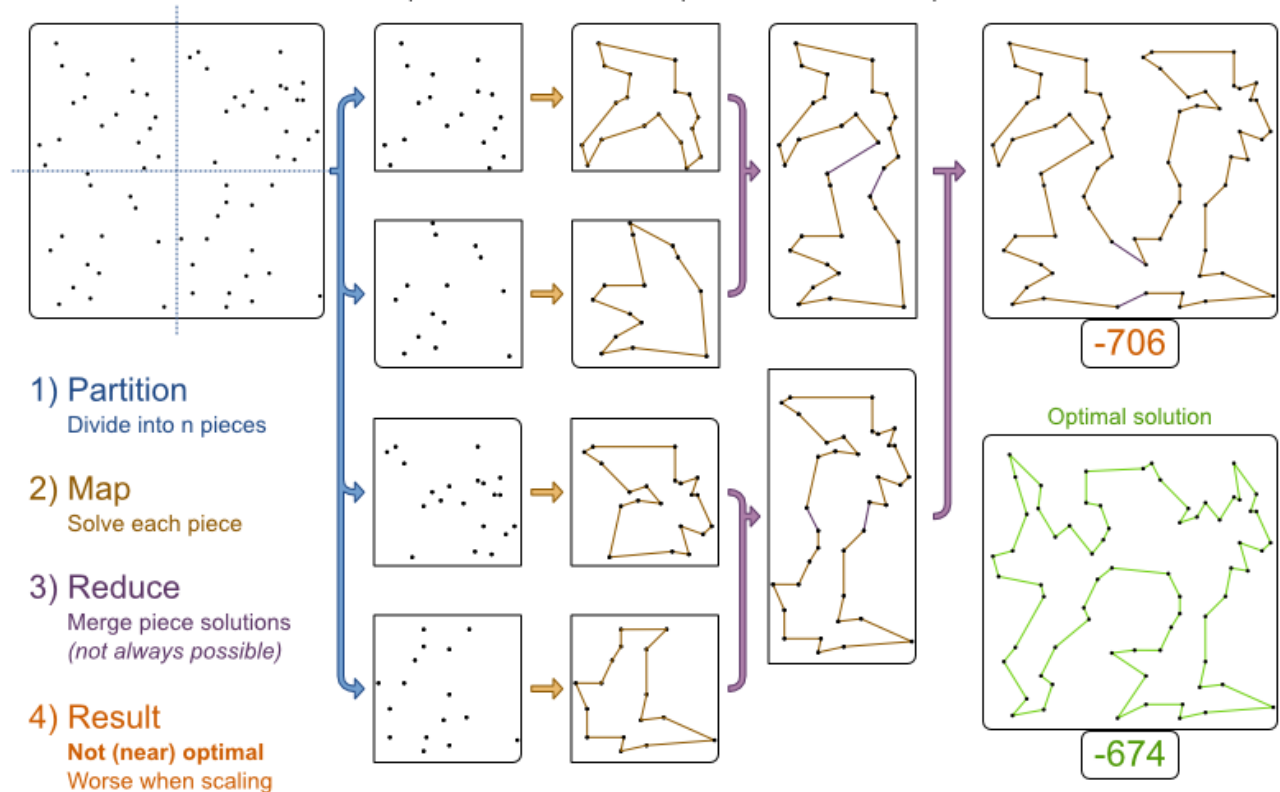 1) Partition
Divide into n pieces
2) Map
Solve each piece
3) Reduce
Merge piece solutions
(not always possible)
4) Result
Not (near) optimal
Worse when scaling
-706
Optimal solution
-674